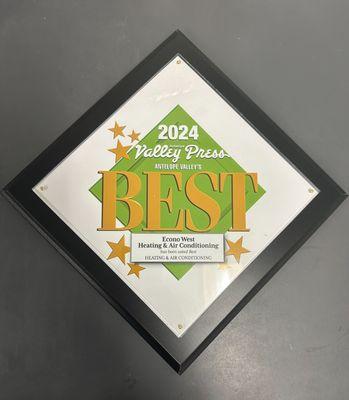 2024
Valley Press
ANTELOPE VALLEY'S
BEST
Econo West
Heating & Air Conditioning
has been voted Best
HEATING & AIR CONDITIONING